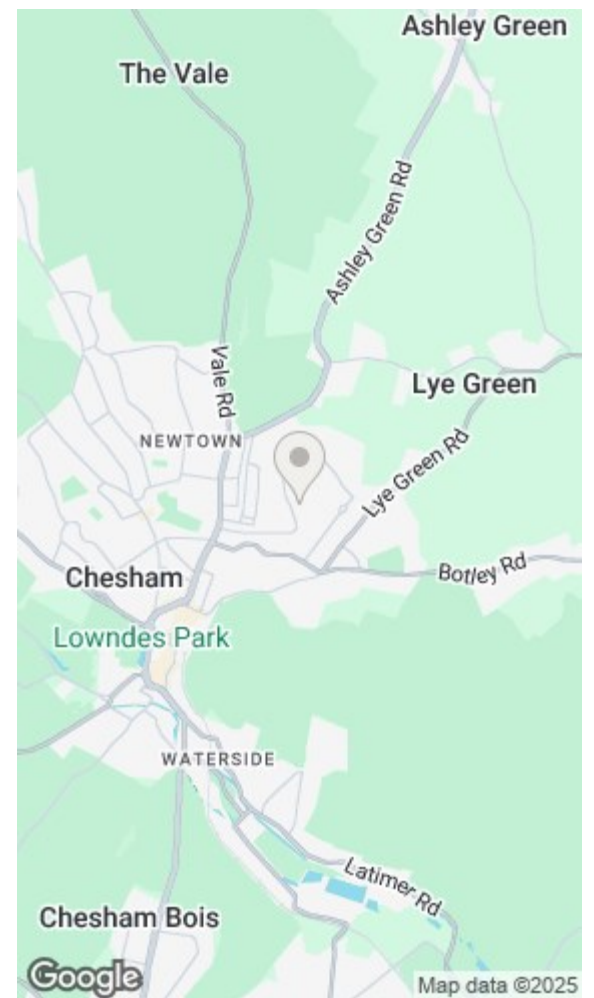 Ashley Green
The Vale
Ashley Green Rd
Vale Rd
Lye Green
NEWTOWN
Lye Green Rd
Botley Rd
Chesham
Lowndes Park
WATERSIDE
Latimer Rd
Chesham Bois
Google
Map data ©2025